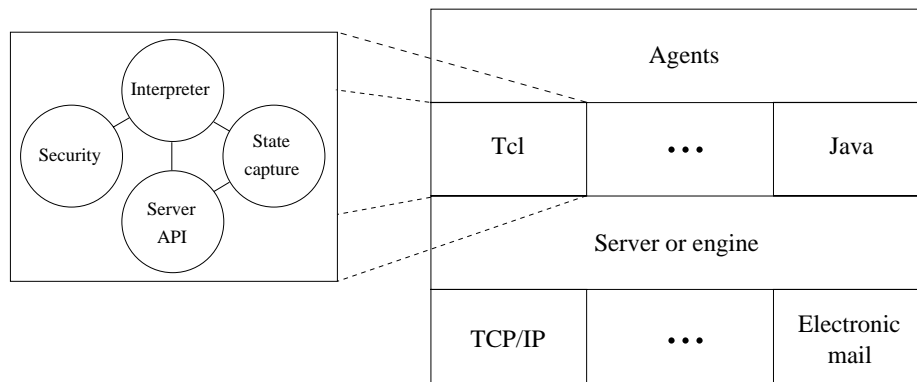 Interpreter
Security
State
capture
Server
API
Agents
Tcl
•••
Java
Server or engine
TCP/IP
•••
Electronic
mail